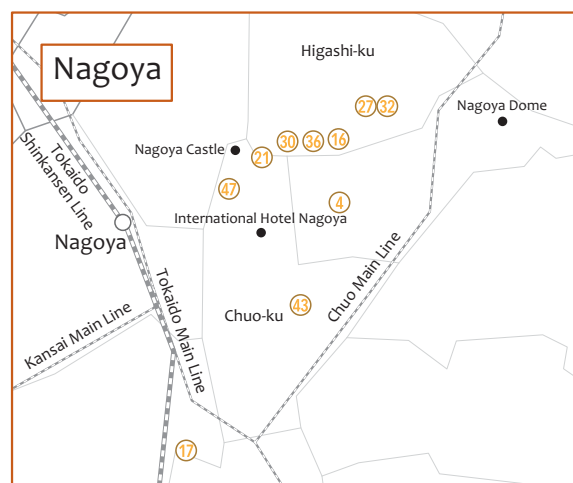 Nagoya
Higashi-ku
27
32
Nagoya Dome
Tokaido
Shinkansen Line
Nagoya Castle
21
30
36
16
47
4
International Hotel Nagoya
Nagoya
Tokaido Main Line
Chuo Main Line
43
Chuo-ku
Kansai Main Line
17